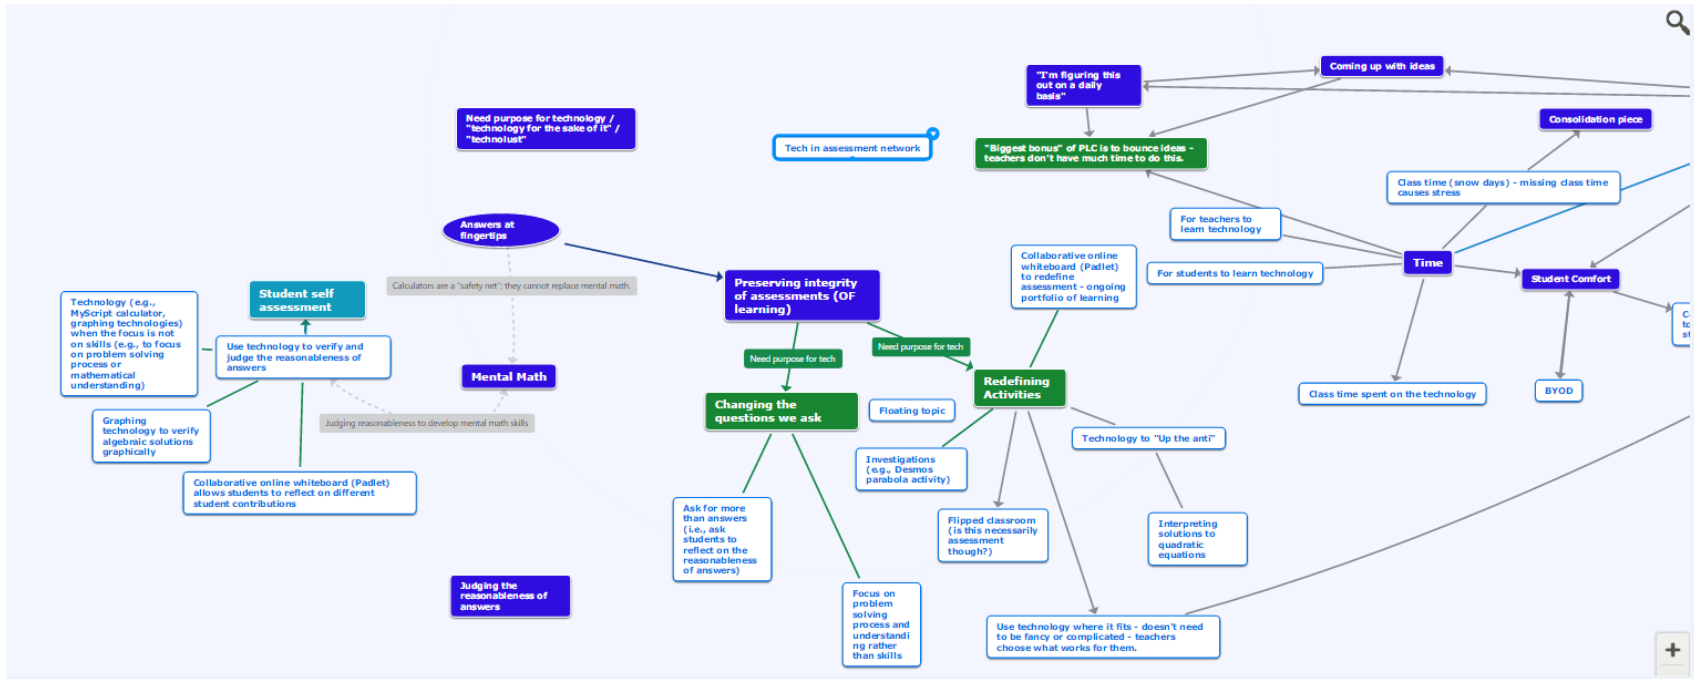 "I'm figuring this
out on a daily
basis"
Coming up with ideas
Need purpose for technology /
"technology for the sake of it" /
"technolust"
Consolidation piece
Tech in assessment network
"Biggest bonus" of PLC is to bounce ideas -
teachers don't have much time to do this.
Class time (snow days) - missing class time
causes stress
For teachers to
learn technology
Answers at
fingertips
Time
For students to learn technology
Student Comfort
Collaborative online
whiteboard (Padlet)
to redefine
assessment - ongoing
portfolio of learning
Calculators are a "safety net"; they cannot replace mental math.
Preserving integrity
of assessments (OF
learning)
Student self
assessment
Technology (e.g.,
MyScript calculator,
graphing technologies)
when the focus is not
on skills (e.g., to focus
on problem solving
process or
mathematical
understanding)
Use technology to verify and
judge the reasonableness of
answers
Need purpose for tech
Need purpose for tech
Mental Math
Redefining
Activities
Class time spent on the technology
BYOD
Changing the
questions we ask
Floating topic
Graphing
technology to verify
algebraic solutions
graphically
Judging reasonableness to develop mental math skills
Technology to "Up the anti"
Investigations
(e.g., Desmos
parabola activity)
Collaborative online whiteboard (Padlet)
allows students to reflect on different
student contributions
Ask for more
than answers
(i.e., ask
students to
reflect on the
reasonableness
of answers)
Flipped classroom
(is this necessarily
assessment
though?)
Interpreting
solutions to
quadratic
equations
Judging the
reasonableness of
answers
Focus on
problem
solving
process and
understandi
ng rather
than skills
Use technology where it fits - doesn't need
to be fancy or complicated - teachers
choose what works for them.